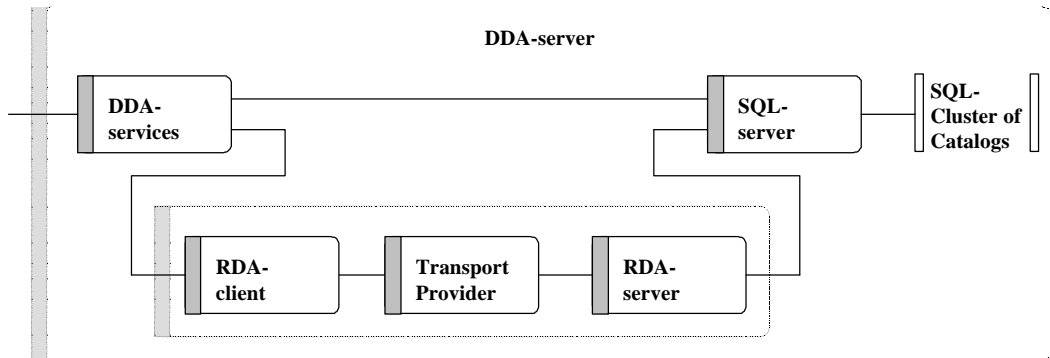 DDA-server
DDA-
services
SQL-
server
SQL-
Cluster of
Catalogs
RDA-
client
Transport
Provider
RDA-
server